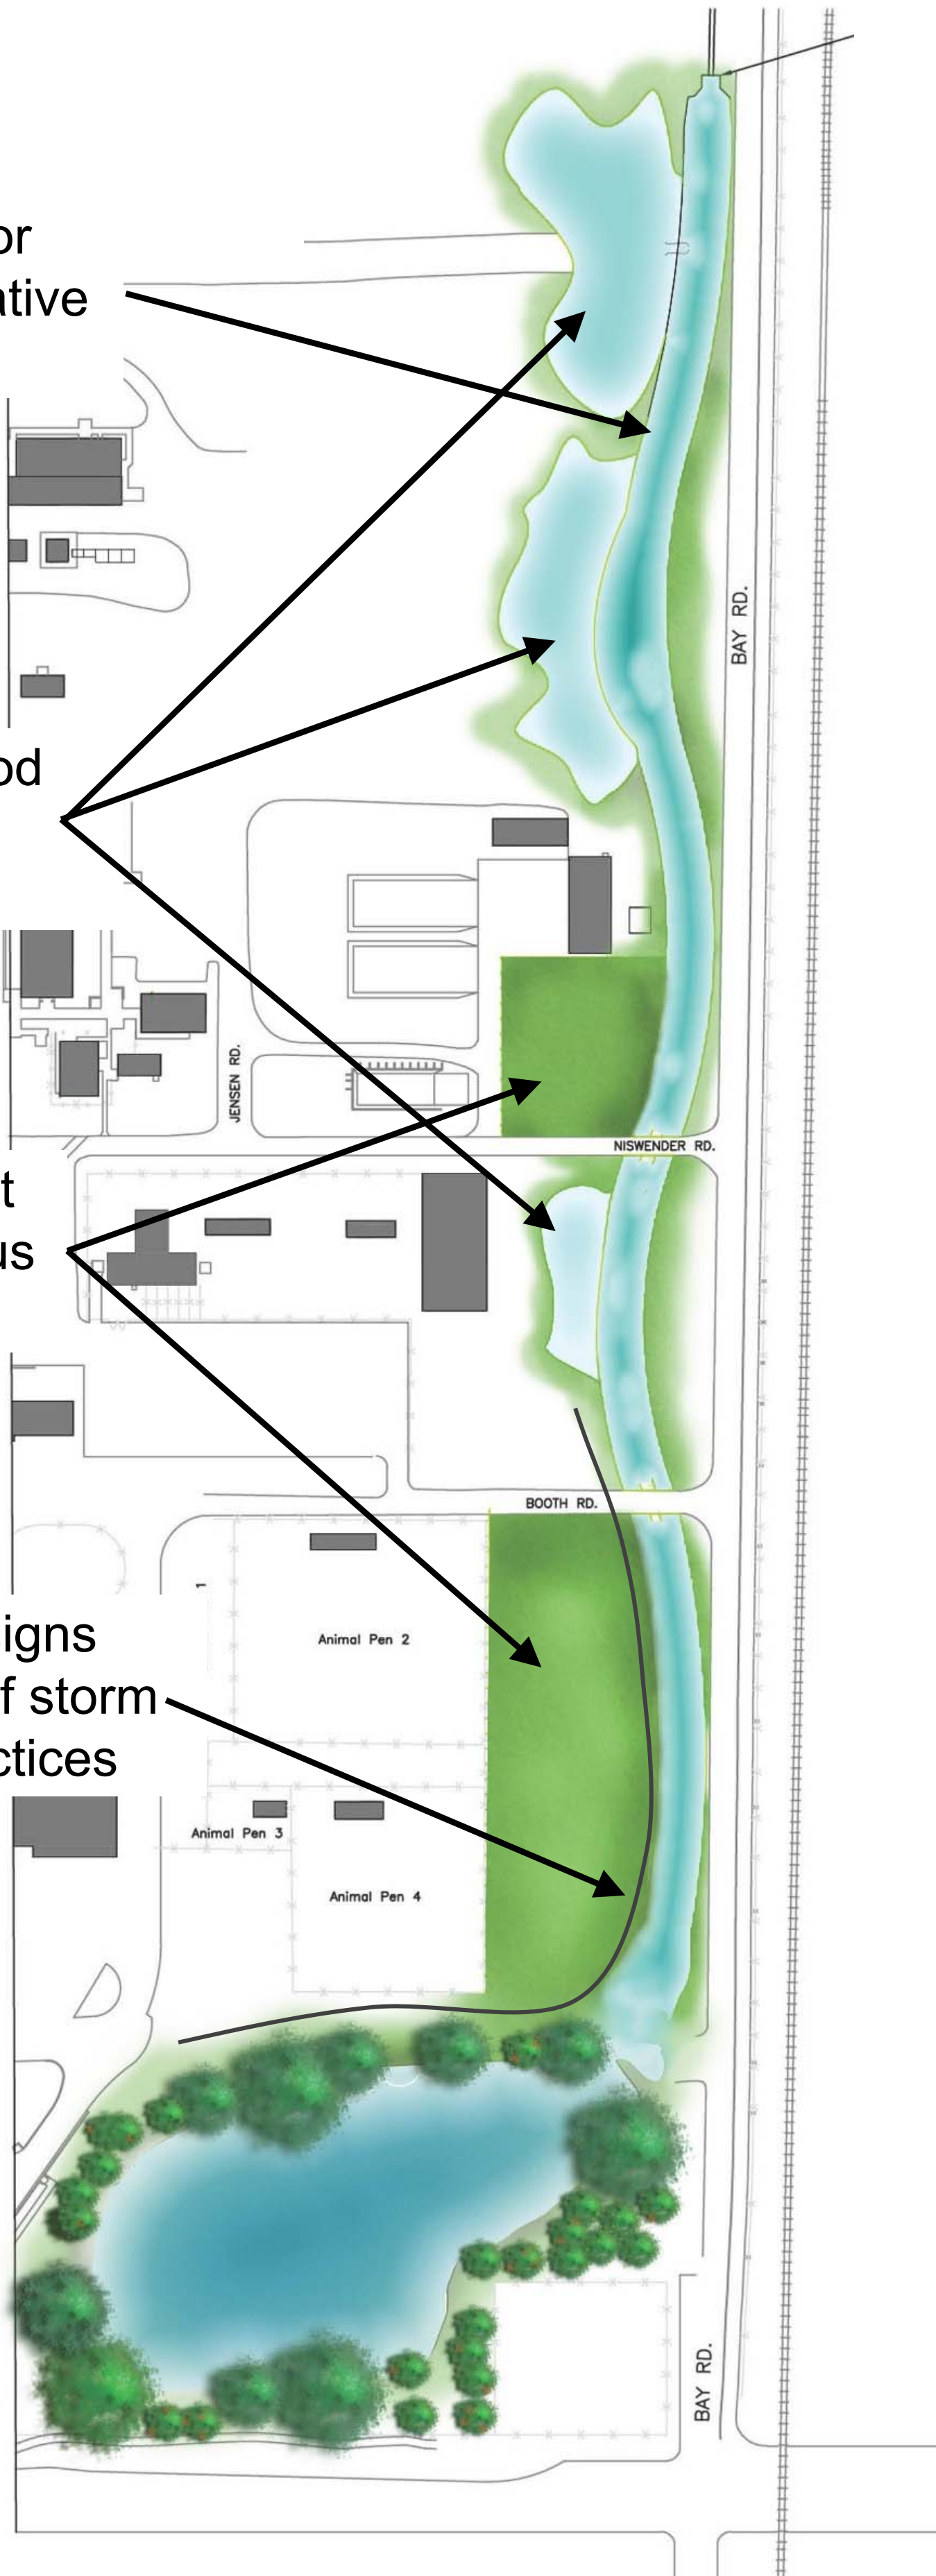 or
ative
BAY RD.
od
JENSEN RD.
NISWENDER RD.
t
us
BOOTH RD.
1
igns
Animal Pen 2
f storm
ctices
Animal Pen 3
Animal Pen 4
BAY RD.